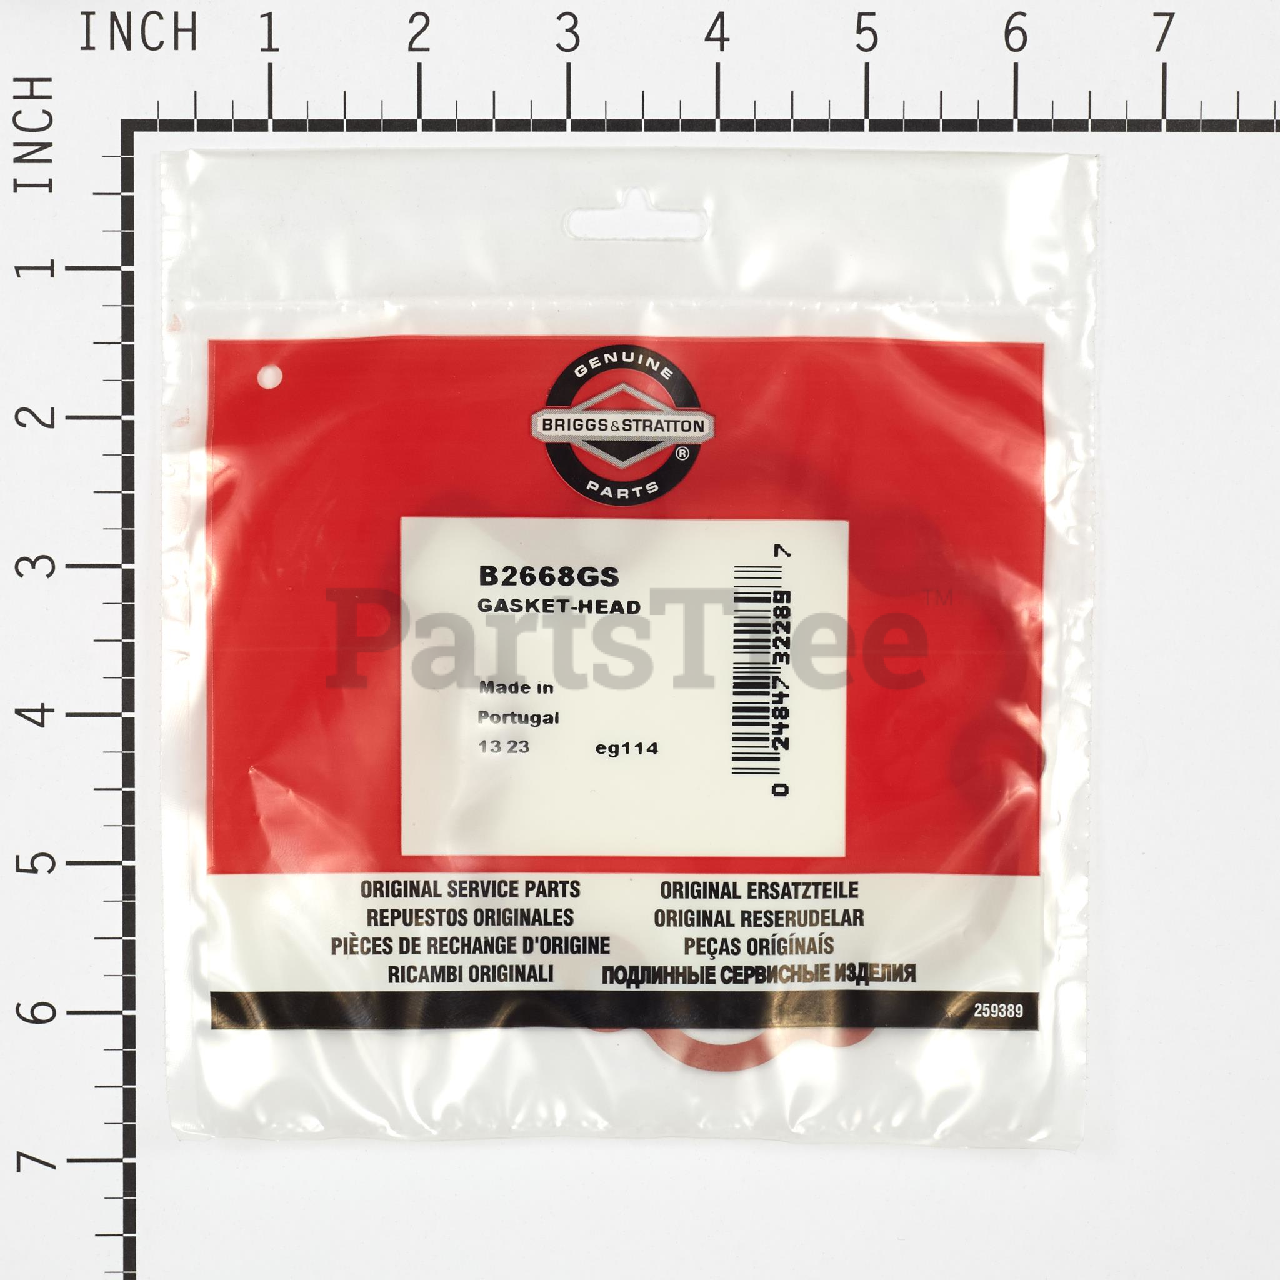 INCH 1 2 3 4 5 6 7
INCH 1 2 3 4 5 6 7
GENUINE
BRIGGS&STRATTON
®
PARTS
B2668GS
GASKET-HEAD
PartsTree™
Made in
Portugal
13 23 eg114
0 24847 32289 7
ORIGINAL SERVICE PARTS ORIGINAL ERSATZTEILE
REPUESTOS ORIGINALES ORIGINAL RESERUDELAR
PIÈCES DE RECHANGE D'ORIGINE PEÇAS ORÍGÍNAÍS
RICAMBI ORIGINALI ПОДЛИННЫЕ СЕРВИСНЫЕ ИЗДЕЛИЯ
259389